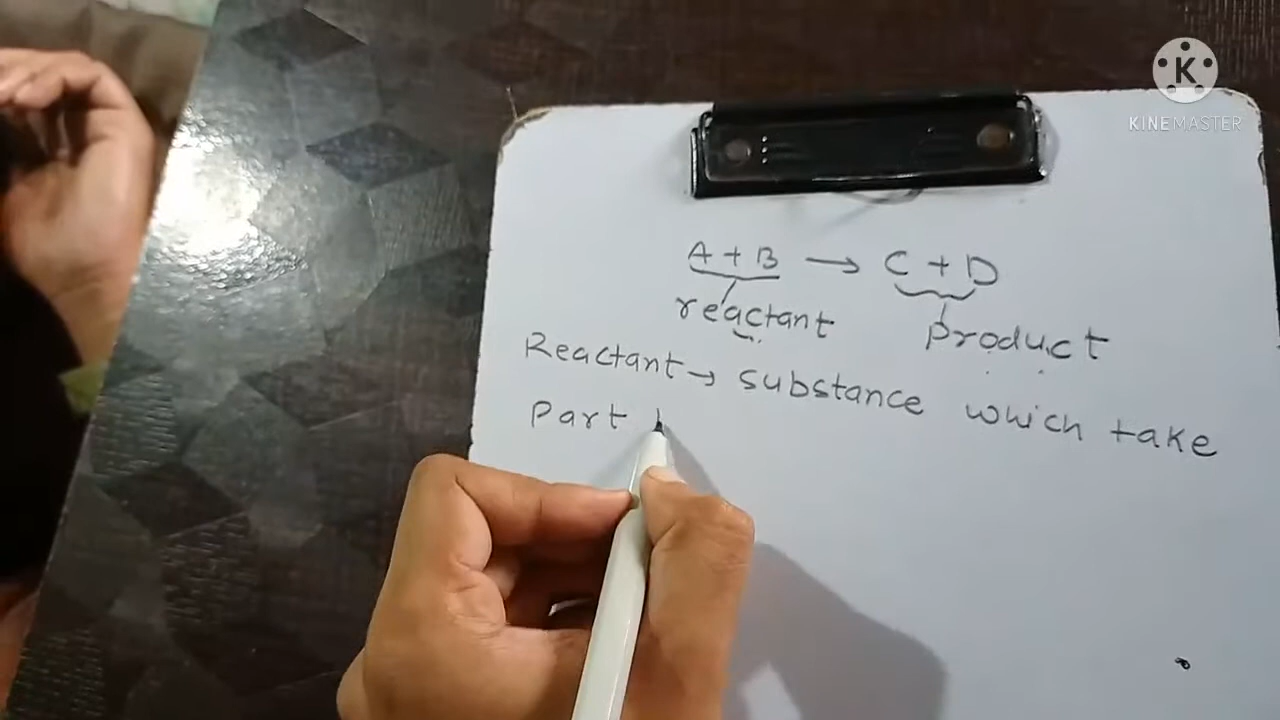 KINEMASTER
A + B → C + D
reactant product
Reactant → substance which take
Part